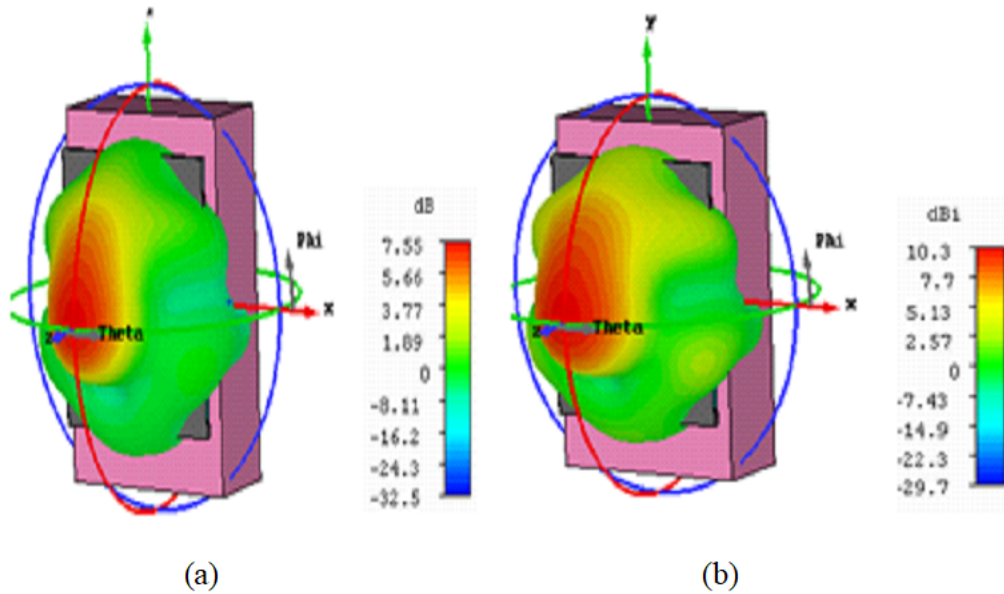 y
Phi
x
z
Theta
dB
7.55
5.66
3.77
1.89
0
-8.11
-16.2
-24.3
-32.5
(a)
y
Phi
x
z
Theta
dBi
10.3
7.7
5.13
2.57
0
-7.43
-14.9
-22.3
-29.7
(b)